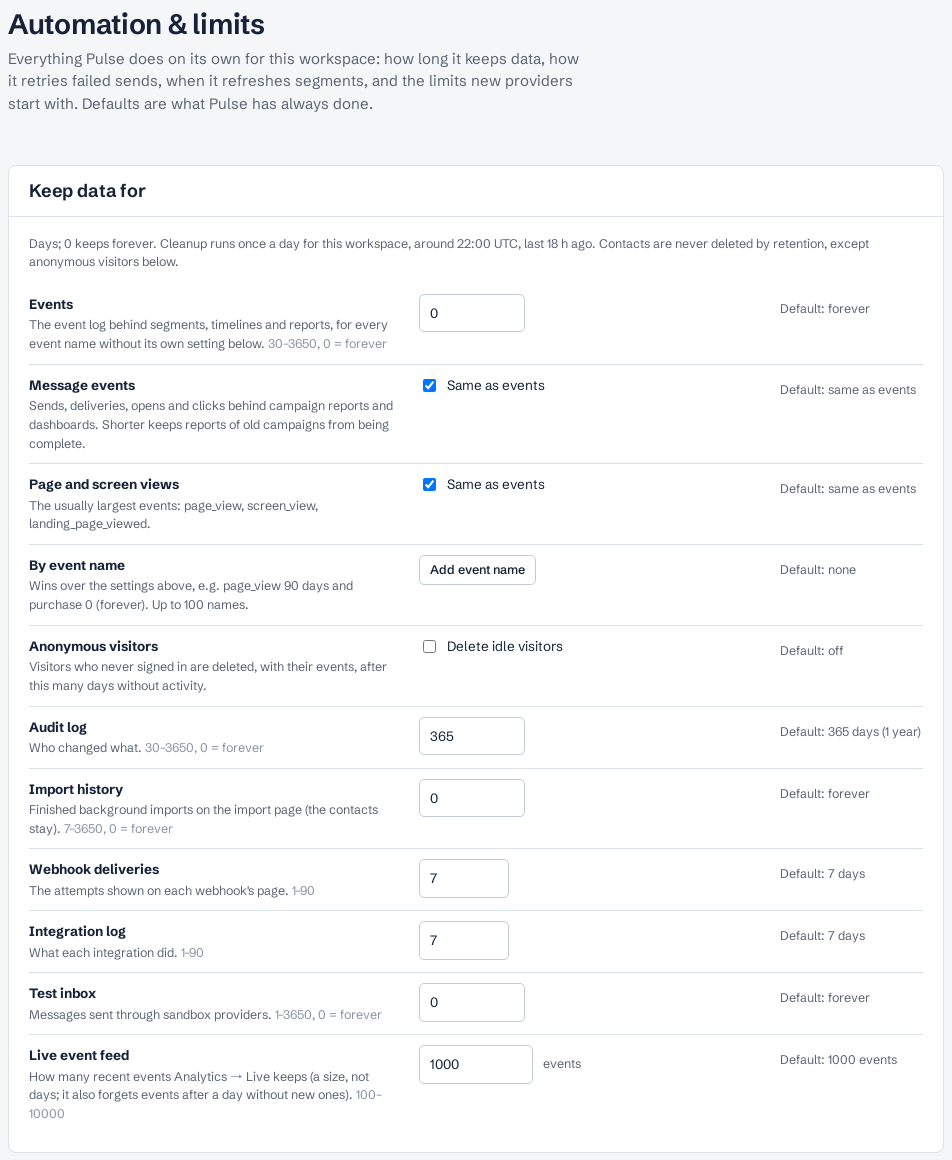 Automation & limits
Everything Pulse does on its own for this workspace: how long it keeps data, how
it retries failed sends, when it refreshes segments, and the limits new providers
start with. Defaults are what Pulse has always done.
Keep data for
Days; 0 keeps forever. Cleanup runs once a day for this workspace, around 22:00 UTC, last 18 h ago. Contacts are never deleted by retention, except
anonymous visitors below.
Events
The event log behind segments, timelines and reports, for every
event name without its own setting below. 30–3650, 0 = forever
0
Default: forever
Message events
Sends, deliveries, opens and clicks behind campaign reports and
dashboards. Shorter keeps reports of old campaigns from being
complete.
Same as events
Default: same as events
Page and screen views
The usually largest events: page_view, screen_view,
landing_page_viewed.
Same as events
Default: same as events
By event name
Wins over the settings above, e.g. page_view 90 days and
purchase 0 (forever). Up to 100 names.
Add event name
Default: none
Anonymous visitors
Visitors who never signed in are deleted, with their events, after
this many days without activity.
Delete idle visitors
Default: off
Audit log
Who changed what. 30–3650, 0 = forever
365
Default: 365 days (1 year)
Import history
Finished background imports on the import page (the contacts
stay). 7–3650, 0 = forever
0
Default: forever
Webhook deliveries
The attempts shown on each webhook's page. 1–90
7
Default: 7 days
Integration log
What each integration did. 1–90
7
Default: 7 days
Test inbox
Messages sent through sandbox providers. 1–3650, 0 = forever
0
Default: forever
Live event feed
How many recent events Analytics → Live keeps (a size, not
days; it also forgets events after a day without new ones). 100–
10000
1000
events
Default: 1000 events